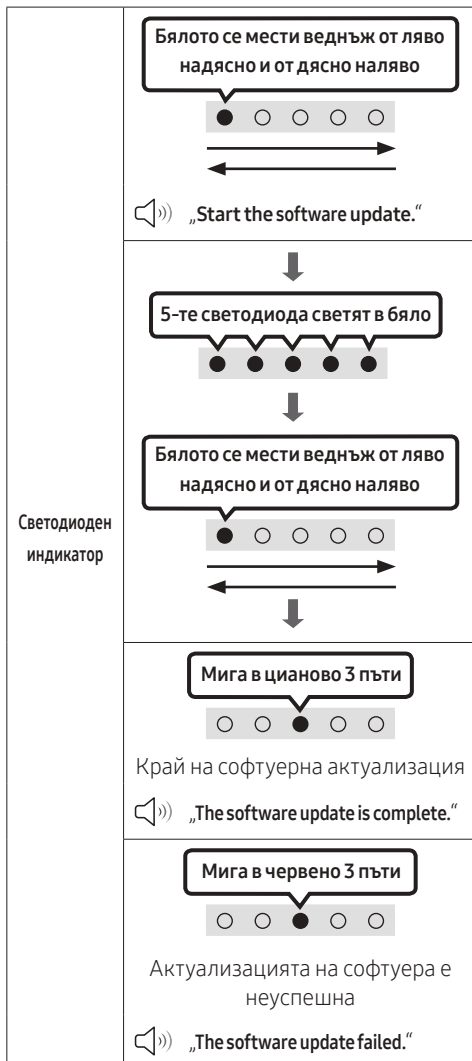 Бялото се мести веднъж от ляво
надясно и от дясно наляво
„Start the software update.“
5-те светодиода светят в бяло
Бялото се мести веднъж от ляво
надясно и от дясно наляво
Светодиоден
индикатор
Мига в цианово 3 пъти
Край на софтуерна актуализация
„The software update is complete.“
Мига в червено 3 пъти
Актуализацията на софтуера е
неуспешна
„The software update failed.“